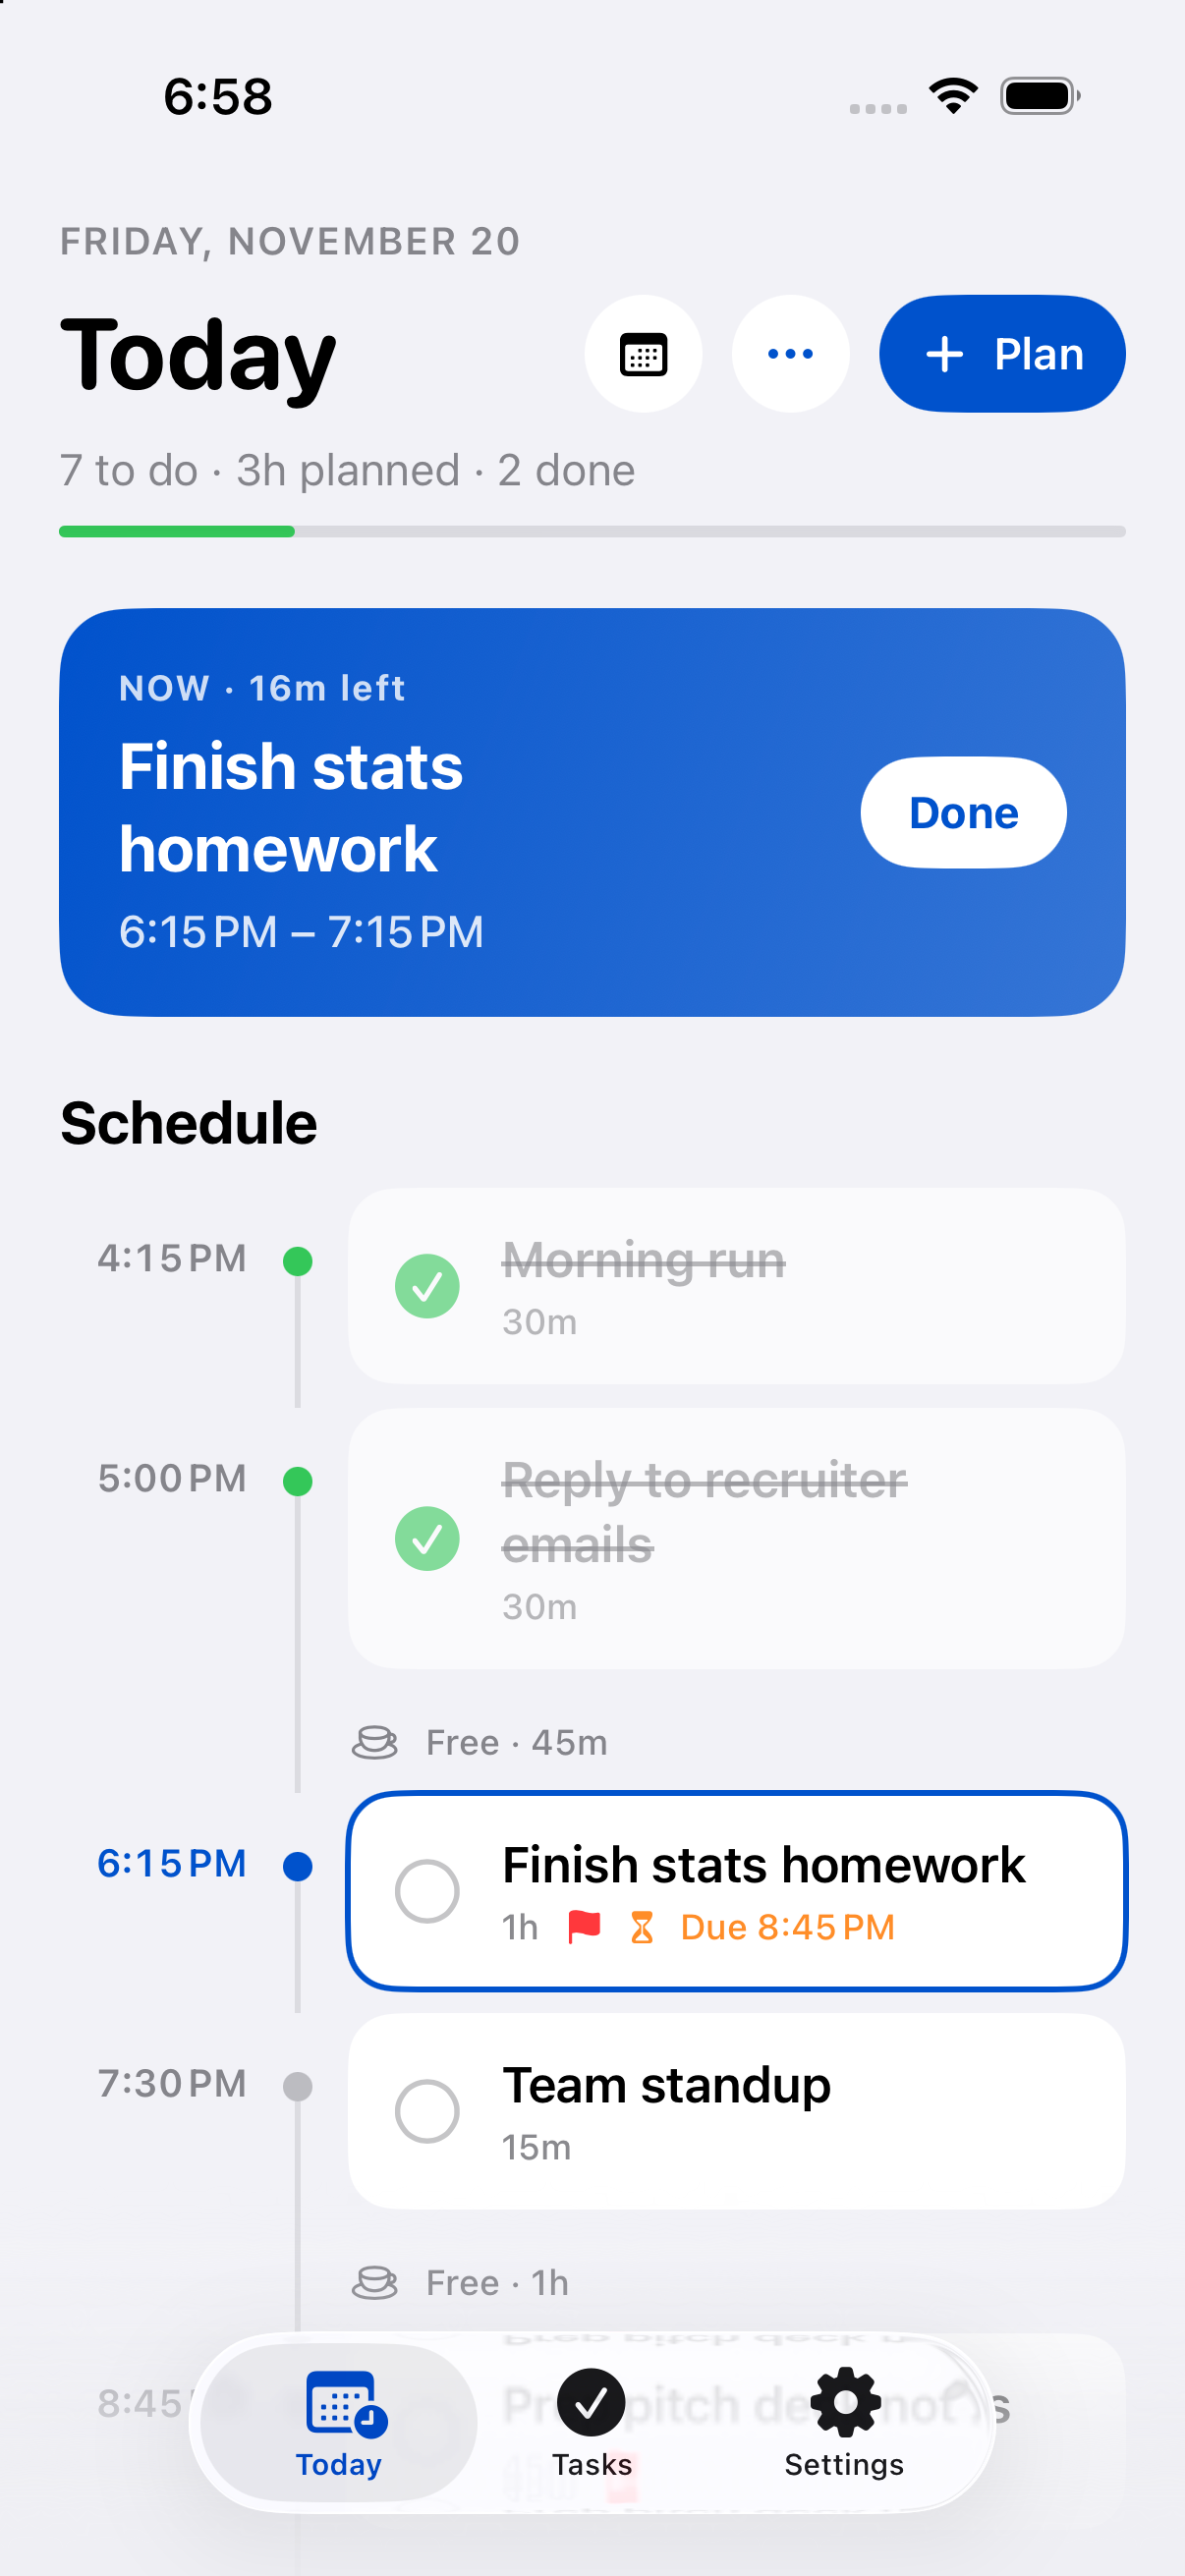 6:58
FRIDAY, NOVEMBER 20
Today
Plan
7 to do · 3h planned · 2 done
NOW · 16m left
Finish stats
homework
Done
6:15 PM – 7:15 PM
Schedule
4:15 PM
Morning run
30m
5:00 PM
Reply to recruiter
emails
30m
Free · 45m
6:15 PM
Finish stats homework
1h
Due 8:45 PM
7:30 PM
Team standup
15m
Free · 1h
8:45
pitch
Today
Tasks
Settings